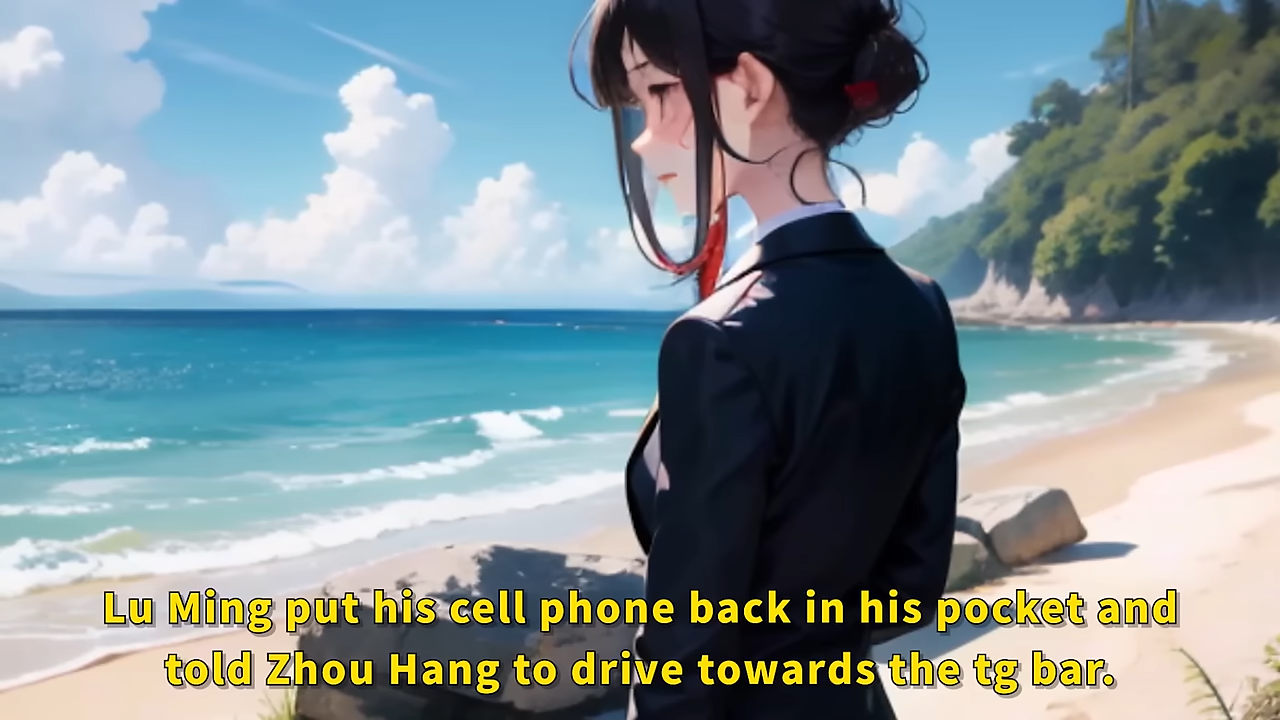 Lu Ming put his cell phone back in his pocket and
told Zhou Hang to drive towards the tg bar.